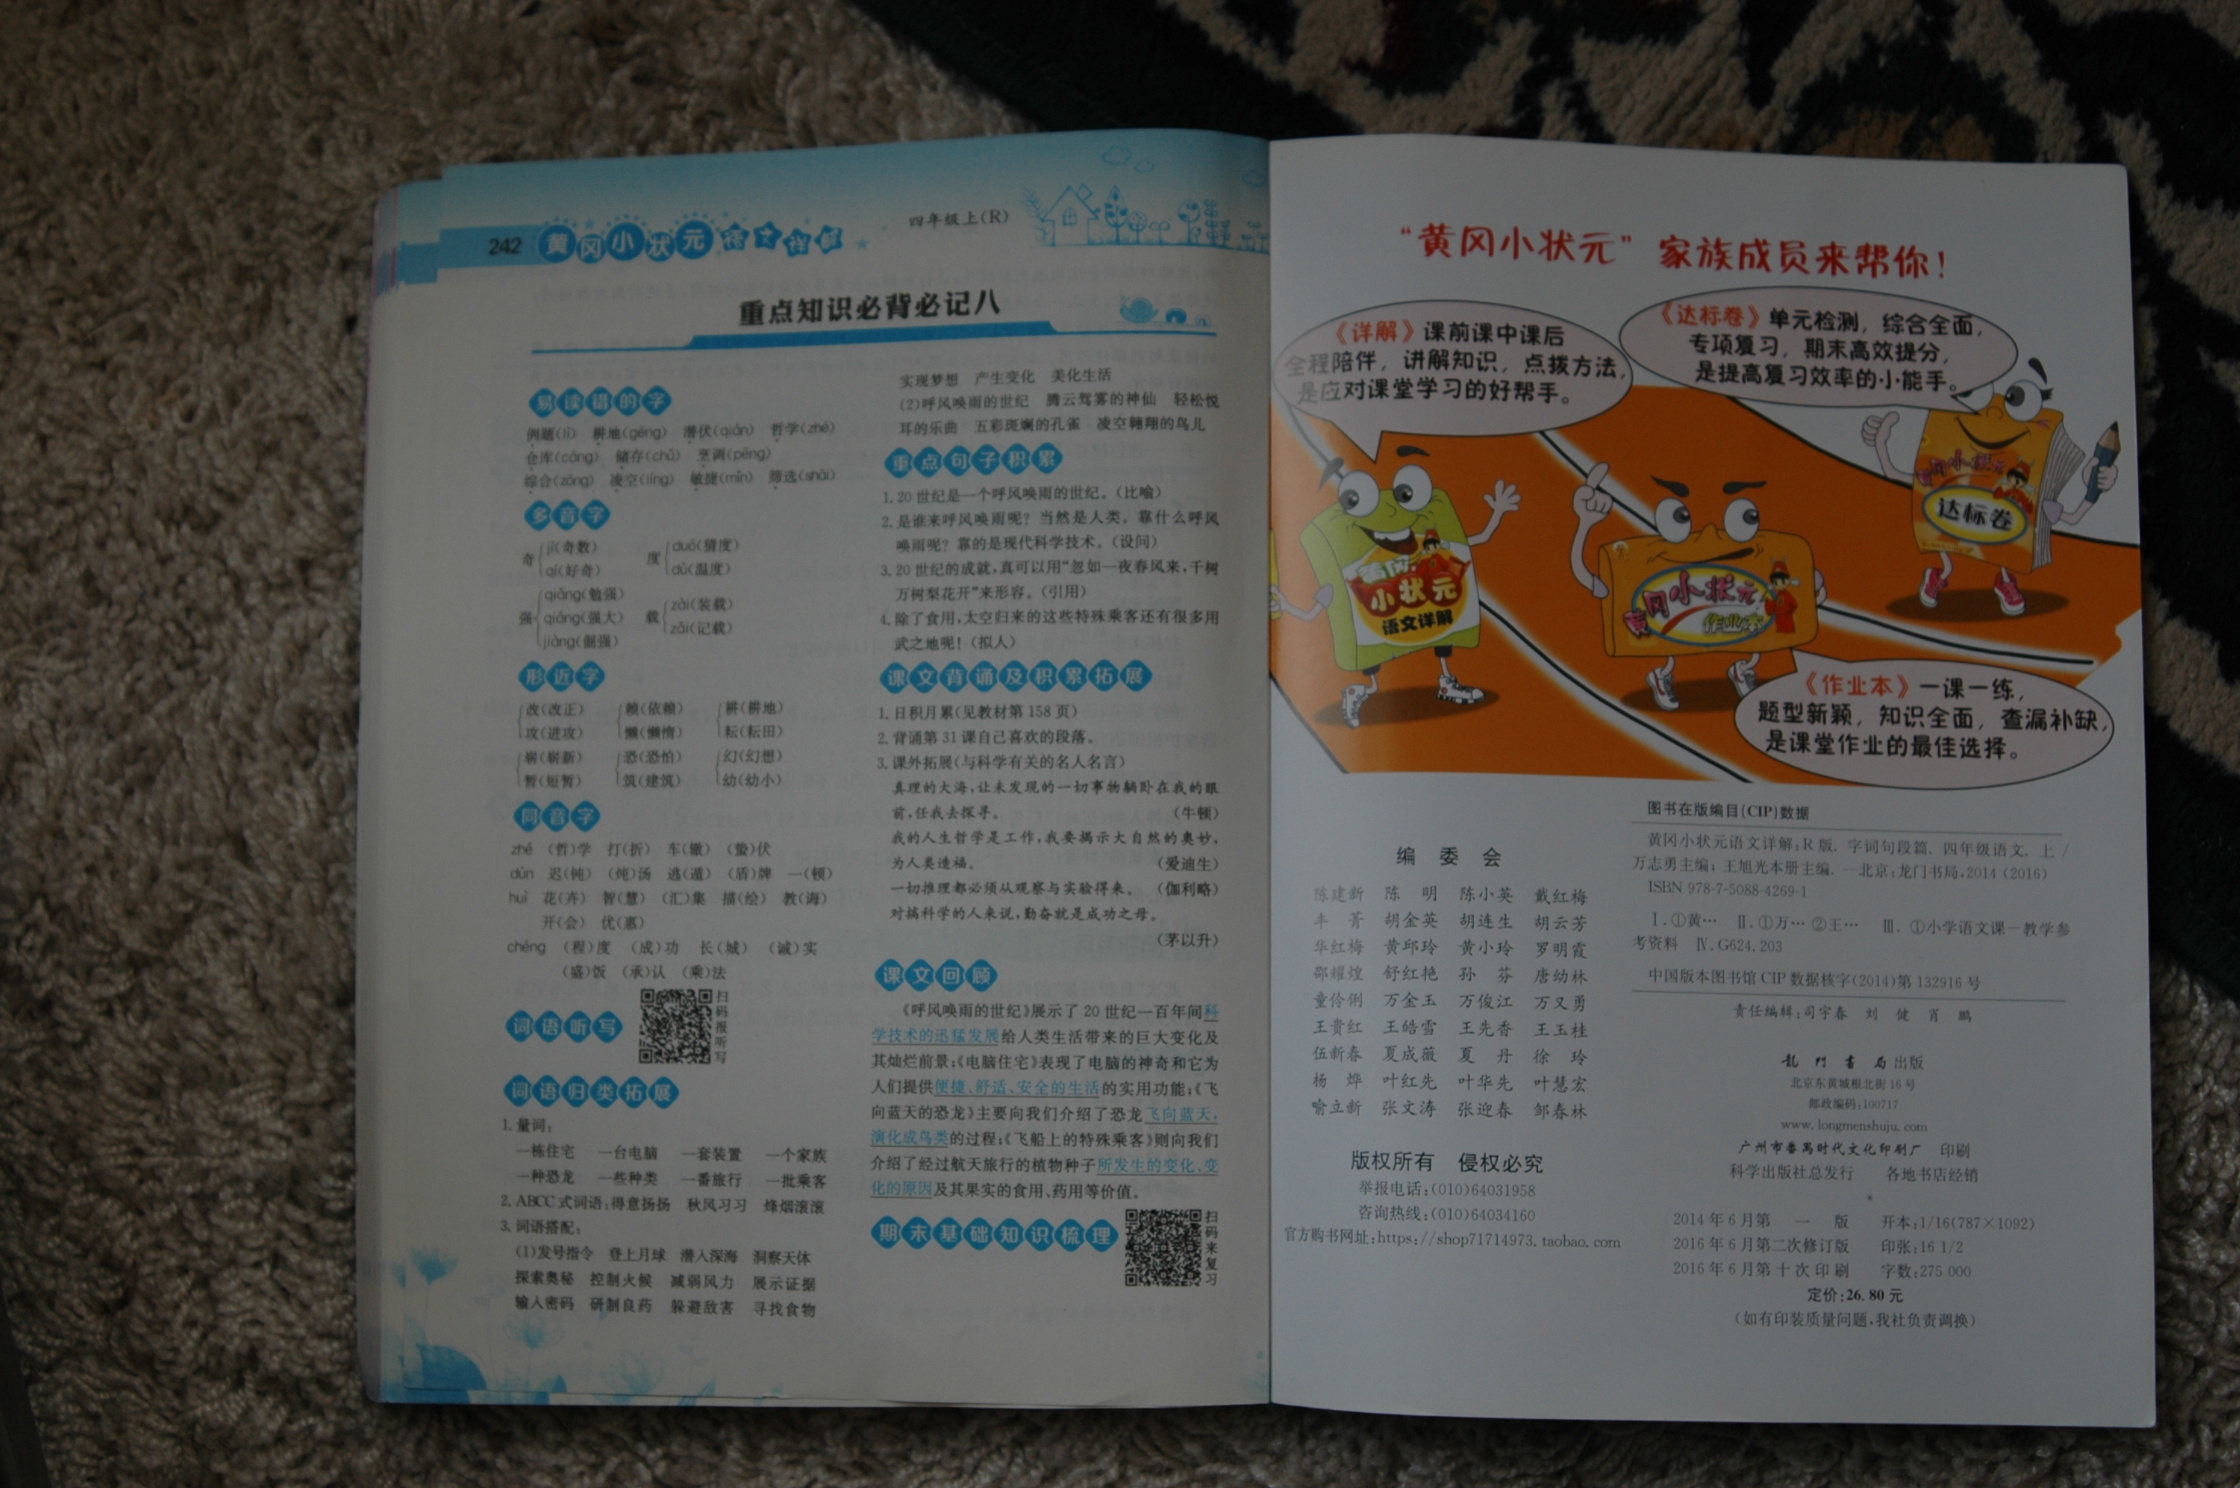 242 黄冈小状元 语文详解 四年级上(R)
重点知识必背必记八
易读错的字
例题(lì) 耕地(gēng) 潜伏(qián) 哲学(zhé)
仓库(cāng) 储存(chǔ) 烹调(pēng)
综合(zōng) 凌空(líng) 敏捷(mǐn) 筛选(shāi)
多音字
奇{jī(奇数) qí(好奇) 度{duó(猜度) dù(温度)
强{qiǎng(勉强) qiáng(强大) jiàng(倔强) 载{zài(装载) zǎi(记载)
形近字
{改(改正) 攻(进攻) {赖(依赖) 懒(懒惰) {耕(耕地) 耘(耘田)
{崭(崭新) 暂(短暂) {恐(恐怕) 筑(建筑) {幻(幻想) 幼(幼小)
同音字
zhé (哲)学 打(折) 车(辙) (蛰)伏
dùn 迟(钝) (炖)汤 逃(遁) (盾)牌 一(顿)
huì 花(卉) 智(慧) (汇)集 描(绘) 教(诲)
开(会) 优(惠)
chéng (程)度 (成)功 长(城) (诚)实
(盛)饭 (承)认 (乘)法
词语听写
扫码报听写
词语归类拓展
1. 量词:
一栋住宅 一台电脑 一套装置 一个家族
一种恐龙 一些种类 一番旅行 一批乘客
2. ABCC式词语:得意扬扬 秋风习习 烽烟滚滚
3. 词语搭配:
(1)发号指令 登上月球 潜入深海 洞察天体
探索奥秘 控制火候 减弱风力 展示证据
输入密码 研制良药 躲避敌害 寻找食物
实现梦想 产生变化 美化生活
(2)呼风唤雨的世纪 腾云驾雾的神仙 轻松悦
耳的乐曲 五彩斑斓的孔雀 凌空翱翔的鸟儿
重点句子积累
1. 20世纪是一个呼风唤雨的世纪。(比喻)
2. 是谁来呼风唤雨呢?当然是人类。靠什么呼风
唤雨呢?靠的是现代科学技术。(设问)
3. 20世纪的成就,真可以用“忽如一夜春风来,千树
万树梨花开”来形容。(引用)
4. 除了食用,太空归来的这些特殊乘客还有很多用
武之地呢!(拟人)
课文背诵及积累拓展
1. 日积月累(见教材第158页)
2. 背诵第31课自己喜欢的段落。
3. 课外拓展(与科学有关的名人名言)
真理的大海,让未发现的一切事物躺卧在我的眼
前,任我去探寻。 (牛顿)
我的人生哲学是工作,我要揭示大自然的奥妙,
为人类造福。 (爱迪生)
一切推理都必须从观察与实验得来。 (伽利略)
对搞科学的人来说,勤奋就是成功之母。
(茅以升)
课文回顾
《呼风唤雨的世纪》展示了20世纪一百年间科
学技术的迅猛发展给人类生活带来的巨大变化及
其灿烂前景;《电脑住宅》表现了电脑的神奇和它为
人们提供便捷、舒适、安全的生活的实用功能;《飞
向蓝天的恐龙》主要向我们介绍了恐龙飞向蓝天,
演化成鸟类的过程;《飞船上的特殊乘客》则向我们
介绍了经过航天旅行的植物种子所发生的变化、变
化的原因及其果实的食用、药用等价值。
期末基础知识梳理
扫码来复习
“黄冈小状元”家族成员来帮你!
《详解》课前课中课后
全程陪伴,讲解知识,点拨方法,
是应对课堂学习的好帮手。
《达标卷》单元检测,综合全面,
专项复习,期末高效提分,
是提高复习效率的小能手。
《作业本》一课一练,
题型新颖,知识全面,查漏补缺,
是课堂作业的最佳选择。
黄冈小状元
语文详解
黄冈小状元
作业本
黄冈小状元
达标卷
编 委 会
陈建新 陈 明 陈小英 戴红梅
丰 菁 胡金英 胡连生 胡云芳
华红梅 黄邱玲 黄小玲 罗明霞
邵耀煌 舒红艳 孙 芬 唐幼林
童伶俐 万金玉 万俊江 万又勇
王贵红 王皓雪 王先香 王玉桂
伍新春 夏成薇 夏 丹 徐 玲
杨 烨 叶红先 叶华先 叶慧宏
喻立新 张文涛 张迎春 邹春林
版权所有 侵权必究
举报电话:(010)64031958
咨询热线:(010)64034160
官方购书网址:https://shop71714973.taobao.com
图书在版编目(CIP)数据
黄冈小状元语文详解:R版. 字词句段篇. 四年级语文. 上/
万志勇主编; 王旭光本册主编. —北京:龙门书局,2014(2016)
ISBN 978-7-5088-4269-1
Ⅰ.①黄… Ⅱ.①万… ②王… Ⅲ.①小学语文课—教学参
考资料 Ⅳ.G624.203
中国版本图书馆CIP数据核字(2014)第132916号
责任编辑:司宇春 刘 健 肖 鹏
龙门书局 出版
北京东黄城根北街16号
邮政编码:100717
www.longmenshuju.com
广州市番禺时代文化印刷厂 印刷
科学出版社总发行 各地书店经销
*
2014年6月第 一 版 开本:1/16(787×1092)
2016年6月第二次修订版 印张:16 1/2
2016年6月第十次印刷 字数:275 000
定价:26.80元
(如有印装质量问题,我社负责调换)